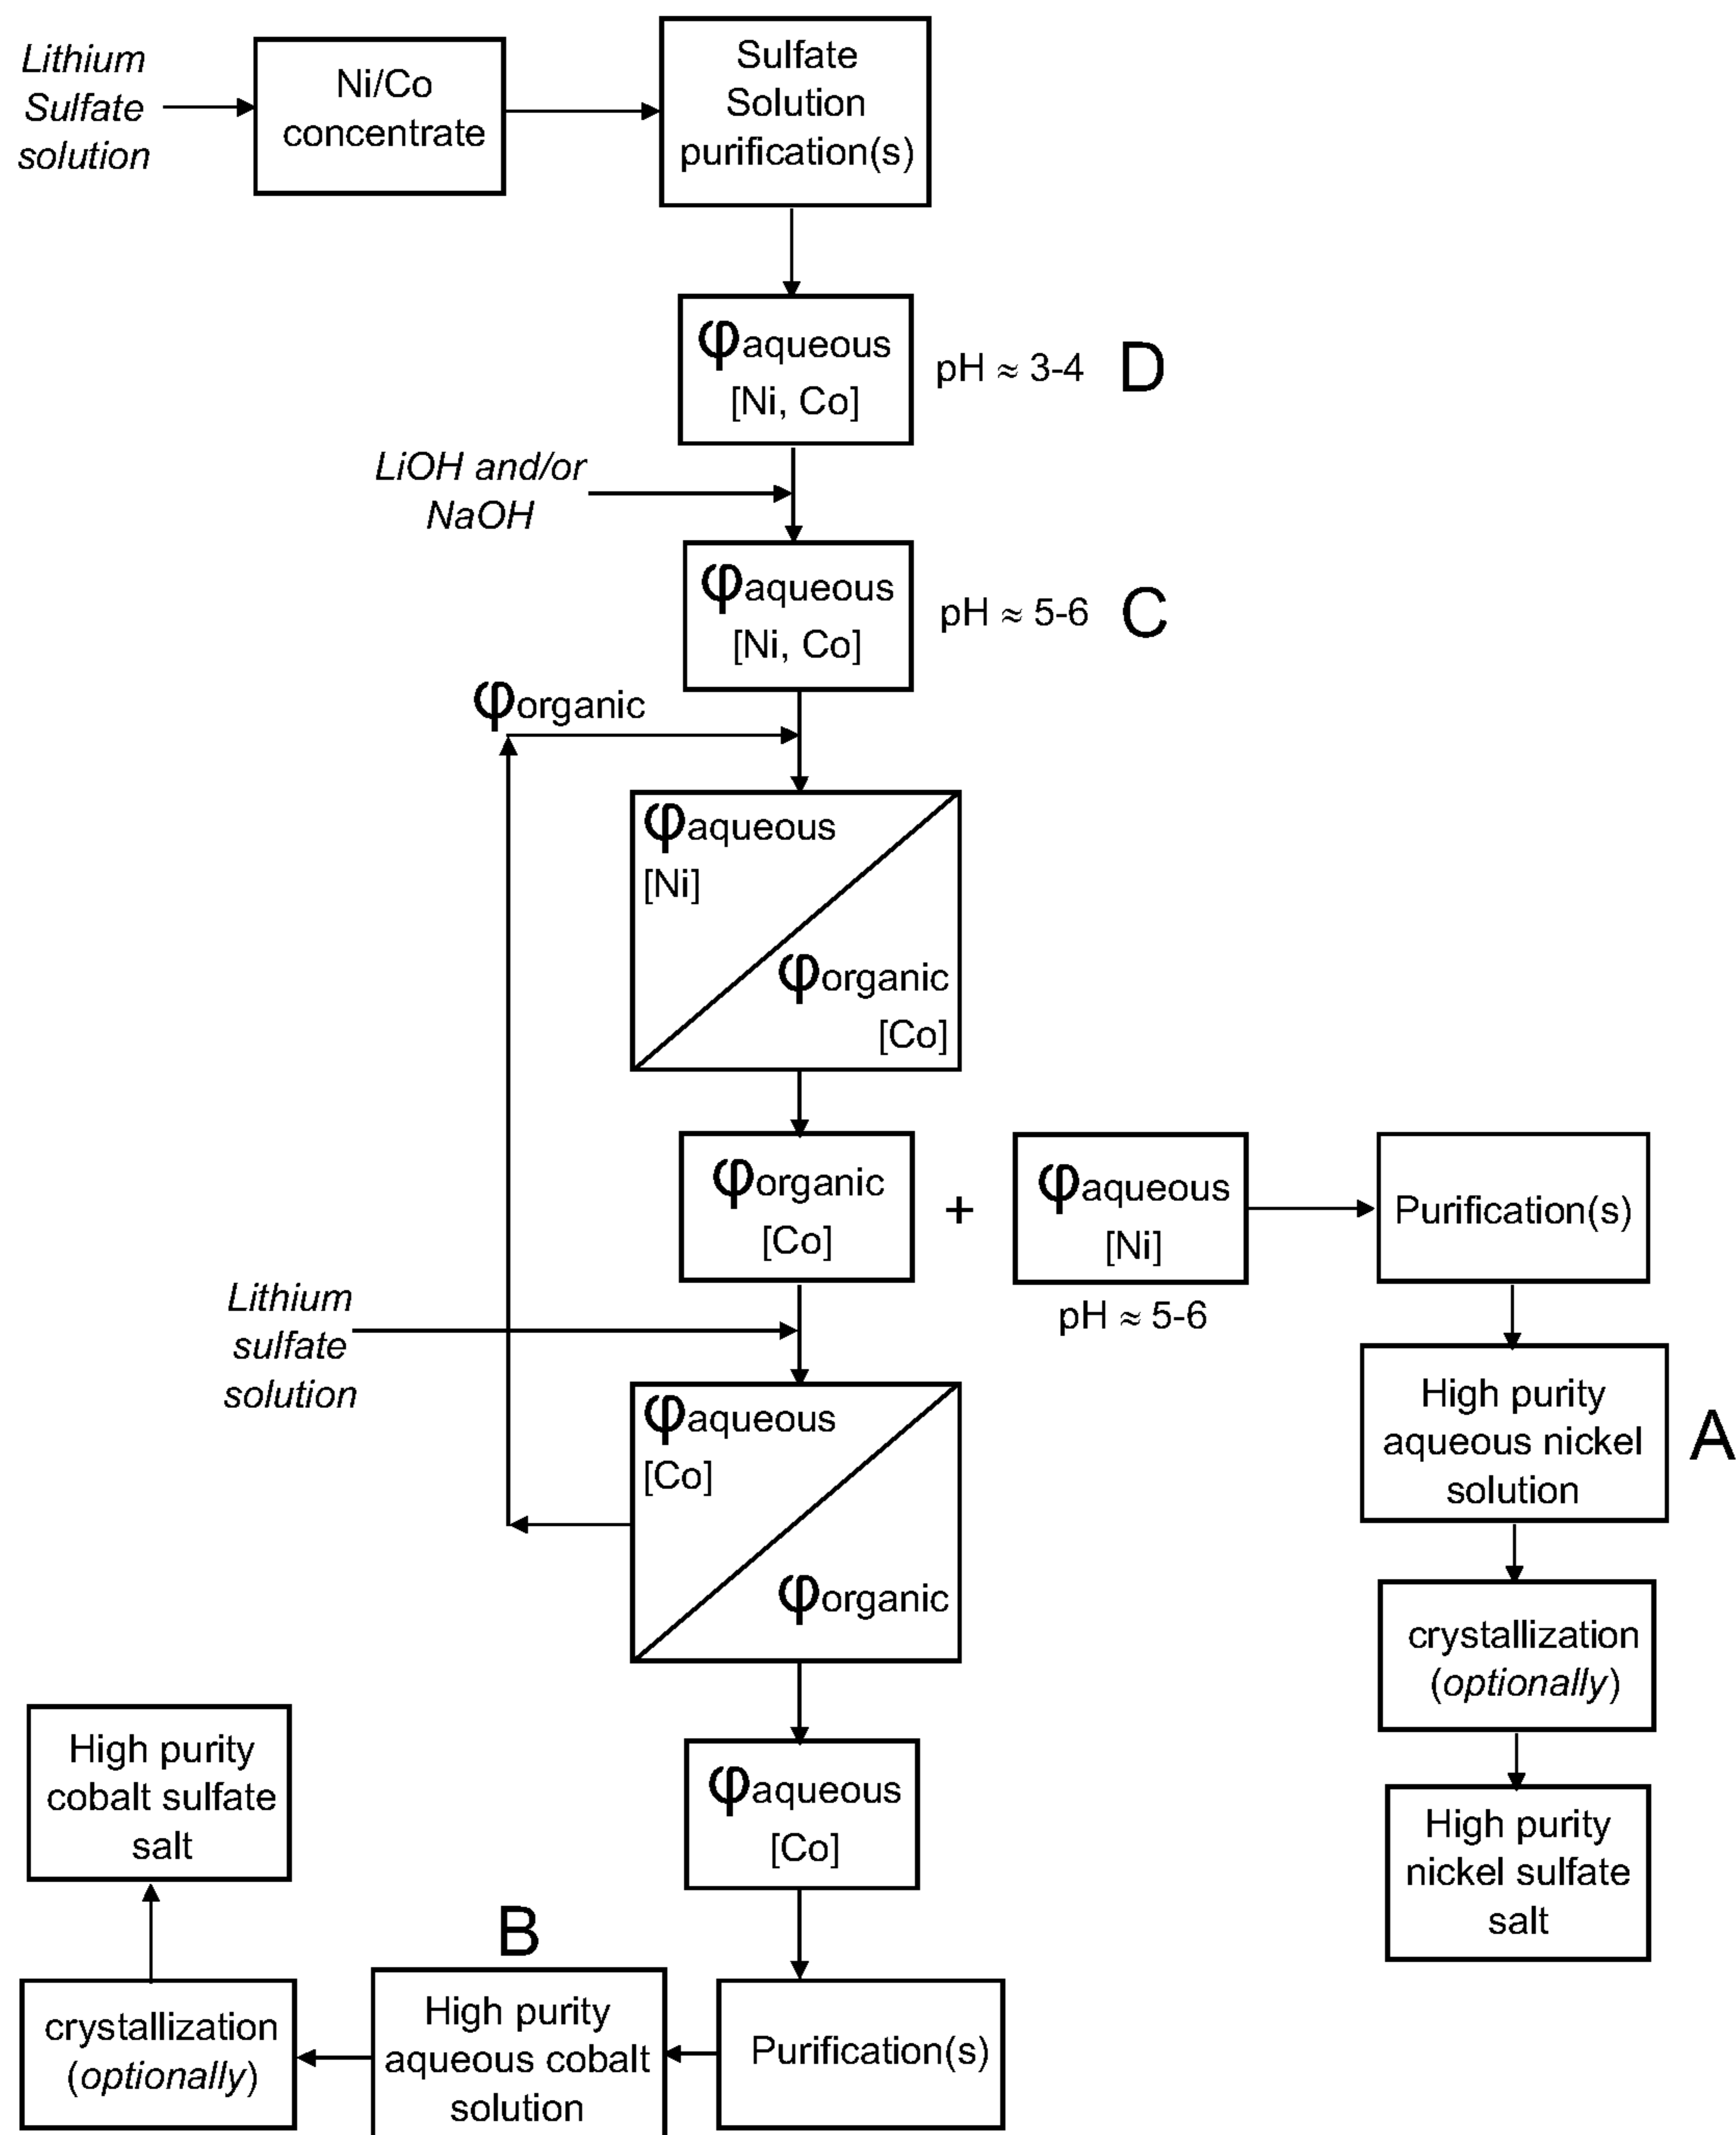 Lithium
Sulfate
solution
Ni/Co
concentrate
Sulfate
Solution
purification(s)
φaqueous
[Ni, Co]
pH ≈ 3-4
D
LiOH and/or
NaOH
φaqueous
[Ni, Co]
pH ≈ 5-6
C
φorganic
φaqueous
[Ni]
φorganic
[Co]
φorganic
[Co]
+
φaqueous
[Ni]
pH ≈ 5-6
Purification(s)
Lithium
sulfate
solution
φaqueous
[Co]
φorganic
High purity
aqueous nickel
solution
A
crystallization
(optionally)
High purity
nickel sulfate
salt
φaqueous
[Co]
Purification(s)
B
High purity
aqueous cobalt
solution
crystallization
(optionally)
High purity
cobalt sulfate
salt